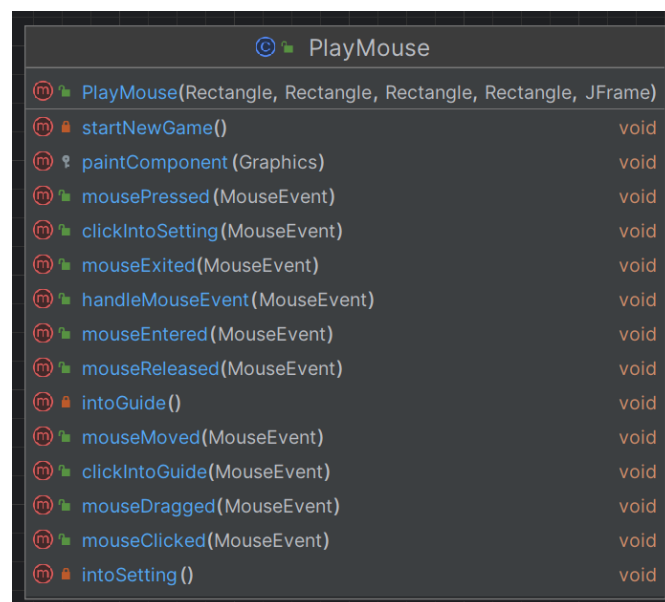 PlayMouse
PlayMouse(Rectangle, Rectangle, Rectangle, Rectangle, JFrame)
startNewGame() void
paintComponent(Graphics) void
mousePressed(MouseEvent) void
clickIntoSetting(MouseEvent) void
mouseExited(MouseEvent) void
handleMouseEvent(MouseEvent) void
mouseEntered(MouseEvent) void
mouseReleased(MouseEvent) void
intoGuide() void
mouseMoved(MouseEvent) void
clickIntoGuide(MouseEvent) void
mouseDragged(MouseEvent) void
mouseClicked(MouseEvent) void
intoSetting() void